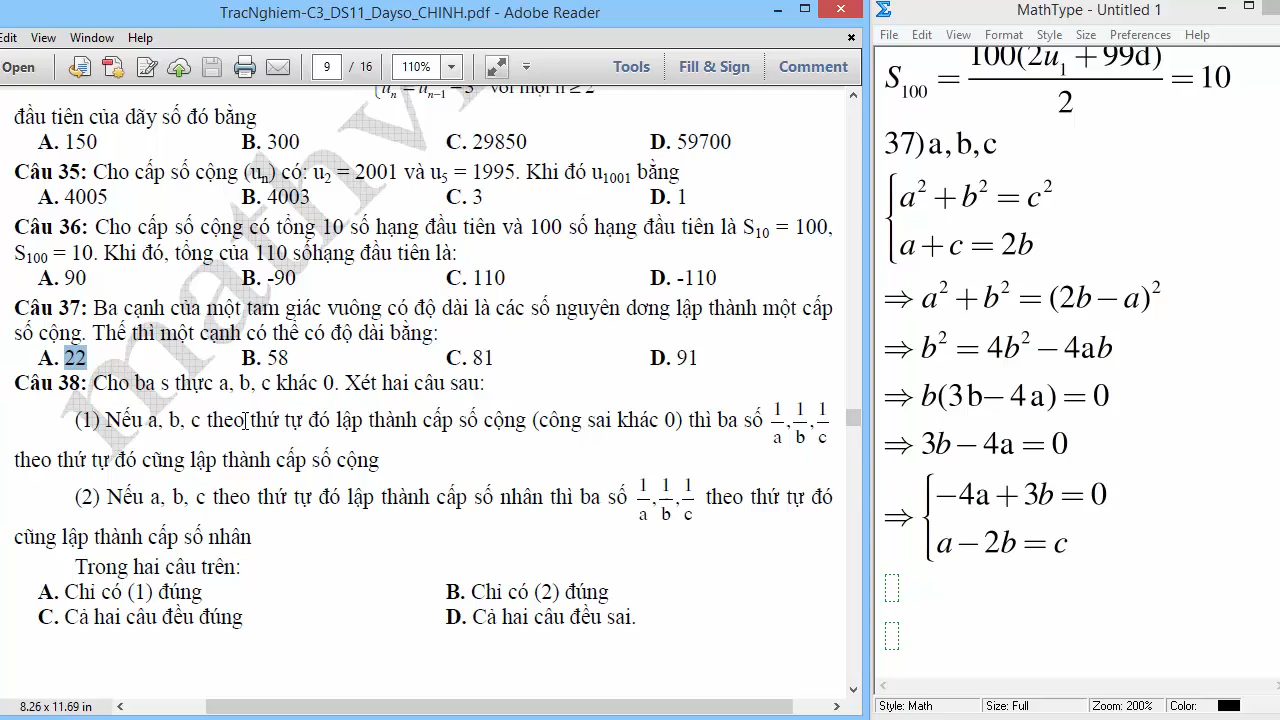 TracNghiem-C3_DS11_Dayso_CHINH.pdf - Adobe Reader
Edit View Window Help
Open 9 / 16 110% Tools Fill & Sign Comment
đầu tiên của dãy số đó bằng
A. 150 B. 300 C. 29850 D. 59700
Câu 35: Cho cấp số cộng (uₙ) có: u₂ = 2001 và u₅ = 1995. Khi đó u₁₀₀₁ bằng
A. 4005 B. 4003 C. 3 D. 1
Câu 36: Cho cấp số cộng có tổng 10 số hạng đầu tiên và 100 số hạng đầu tiên là S₁₀ = 100,
S₁₀₀ = 10. Khi đó, tổng của 110 sốhạng đầu tiên là:
A. 90 B. -90 C. 110 D. -110
Câu 37: Ba cạnh của một tam giác vuông có độ dài là các số nguyên dơng lập thành một cấp
số cộng. Thế thì một cạnh có thể có độ dài bằng:
A. 22 B. 58 C. 81 D. 91
Câu 38: Cho ba s thực a, b, c khác 0. Xét hai câu sau:
(1) Nếu a, b, c theo thứ tự đó lập thành cấp số cộng (công sai khác 0) thì ba số 1/a, 1/b, 1/c
theo thứ tự đó cũng lập thành cấp số cộng
(2) Nếu a, b, c theo thứ tự đó lập thành cấp số nhân thì ba số 1/a, 1/b, 1/c theo thứ tự đó
cũng lập thành cấp số nhân
Trong hai câu trên:
A. Chỉ có (1) đúng B. Chỉ có (2) đúng
C. Cả hai câu đều đúng D. Cả hai câu đều sai.
8.26 x 11.69 in
MathType - Untitled 1
File Edit View Format Style Size Preferences Help
S₁₀₀ = 100(2u₁ + 99d)/2 = 10
37) a, b, c
{ a² + b² = c²
a + c = 2b
⇒ a² + b² = (2b − a)²
⇒ b² = 4b² − 4ab
⇒ b(3b − 4a) = 0
⇒ 3b − 4a = 0
⇒ { −4a + 3b = 0
a − 2b = c
Style: Math Size: Full Zoom: 200% Color: